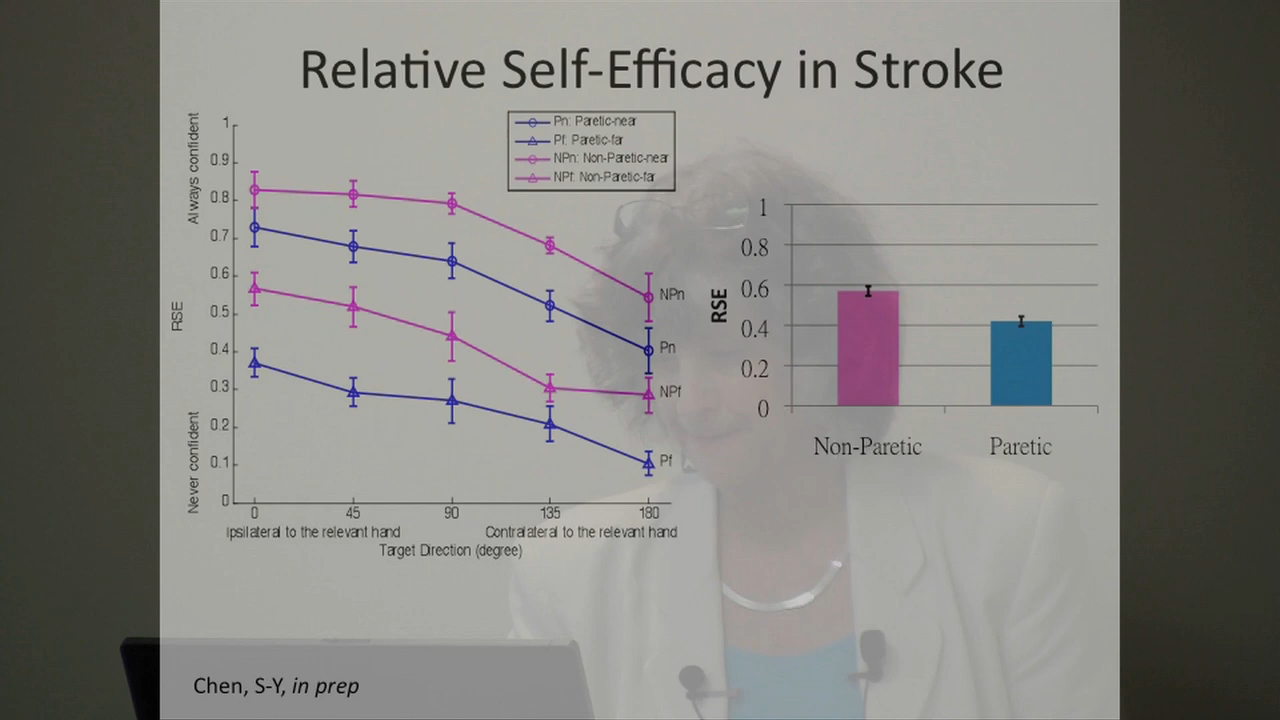 Relative Self-Efficacy in Stroke
Always confident
RSE
Never confident
1
0.9
0.8
0.7
0.6
0.5
0.4
0.3
0.2
0.1
0
Pn: Paretic-near
Pf: Paretic-far
NPn: Non-Paretic-near
NPf: Non-Paretic-far
NPn
Pn
NPf
Pf
0 45 90 135 180
Ipsilateral to the relevant hand Contralateral to the relevant hand
Target Direction (degree)
RSE
1
0.8
0.6
0.4
0.2
0
Non-Paretic Paretic
Chen, S-Y, in prep